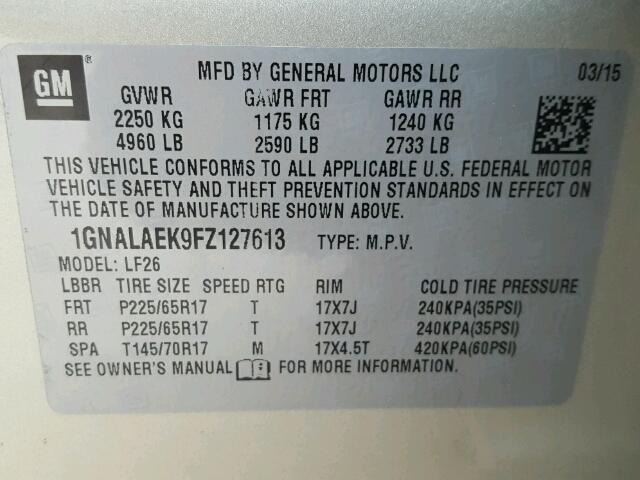 GM ® MFD BY GENERAL MOTORS LLC 03/15
GVWR GAWR FRT GAWR RR
2250 KG 1175 KG 1240 KG
4960 LB 2590 LB 2733 LB
THIS VEHICLE CONFORMS TO ALL APPLICABLE U.S. FEDERAL MOTOR
VEHICLE SAFETY AND THEFT PREVENTION STANDARDS IN EFFECT ON
THE DATE OF MANUFACTURE SHOWN ABOVE.
1GNALAEK9FZ127613 TYPE: M.P.V.
MODEL: LF26
LBBR TIRE SIZE SPEED RTG RIM COLD TIRE PRESSURE
FRT P225/65R17 T 17X7J 240KPA(35PSI)
RR P225/65R17 T 17X7J 240KPA(35PSI)
SPA T145/70R17 M 17X4.5T 420KPA(60PSI)
SEE OWNER'S MANUAL FOR MORE INFORMATION.